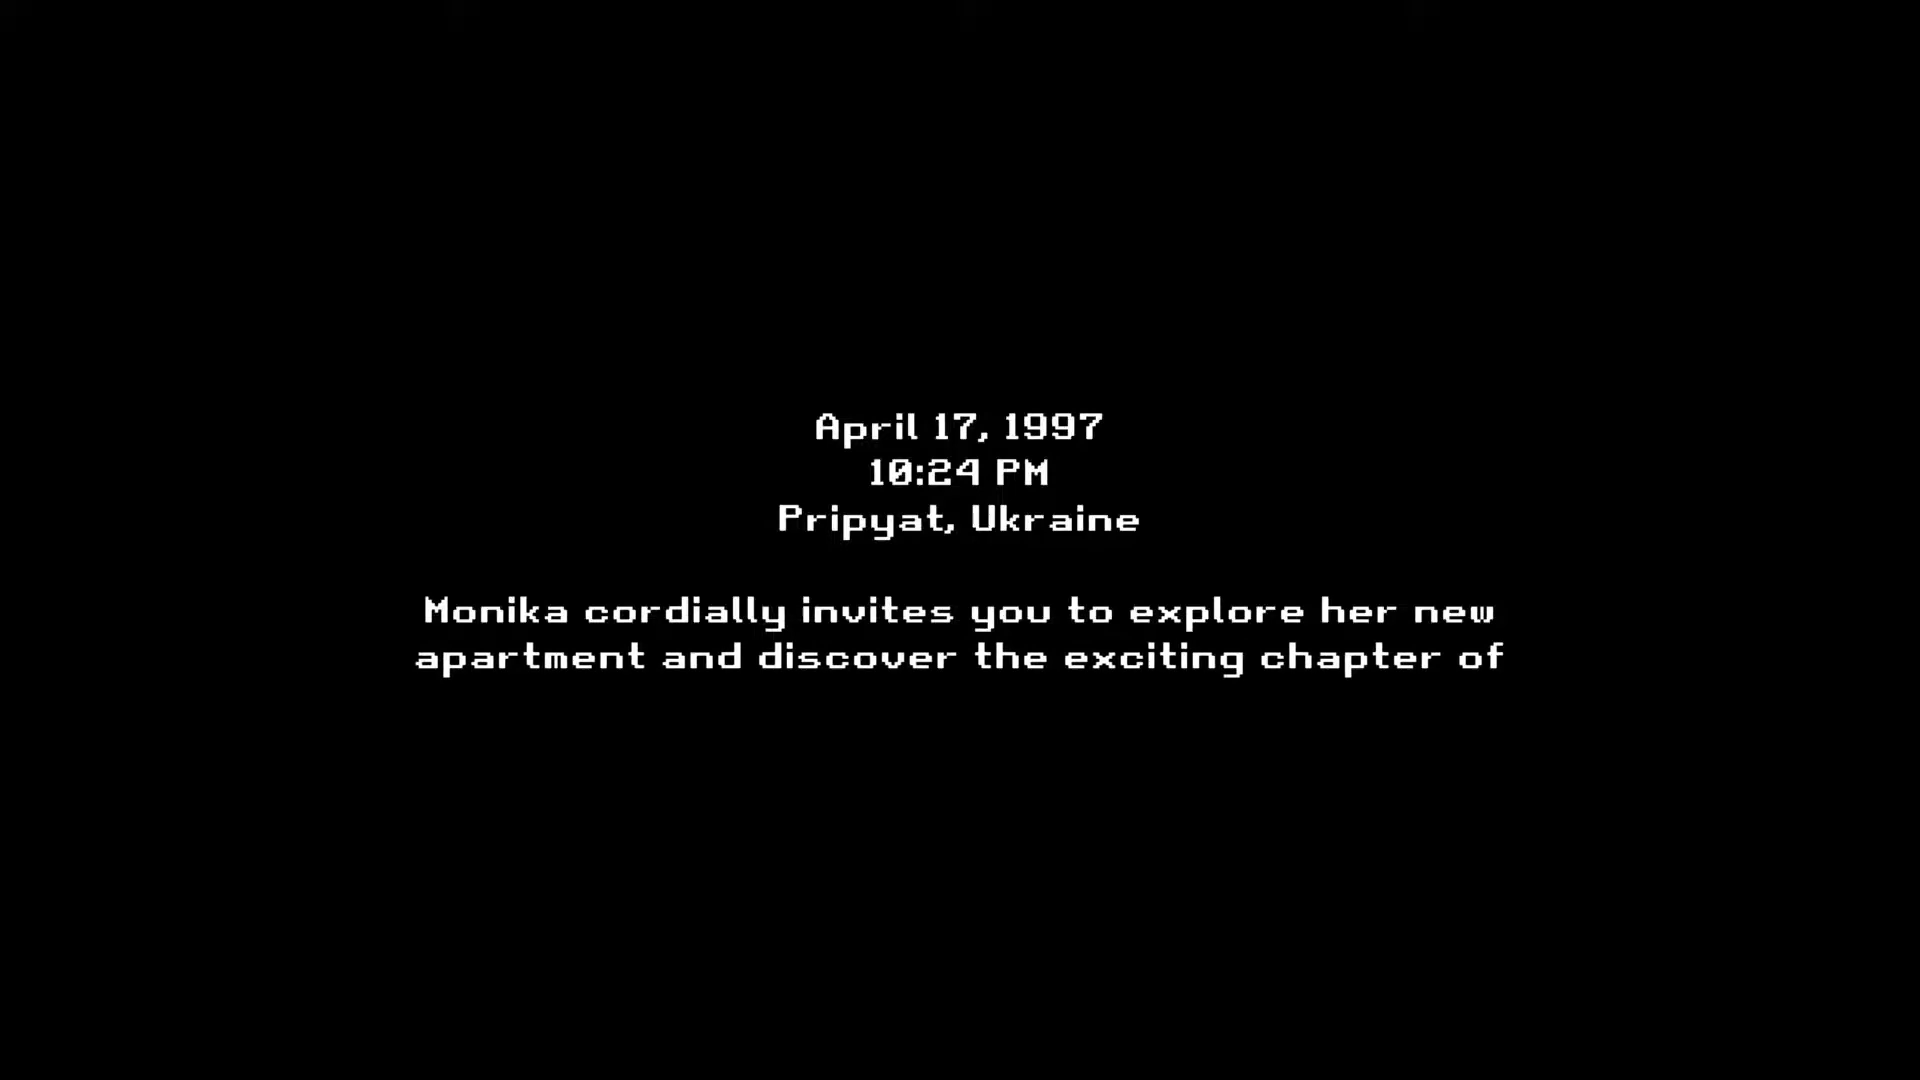 April 17, 1997
10:24 PM
Pripyat, Ukraine
Monika cordially invites you to explore her new
apartment and discover the exciting chapter of